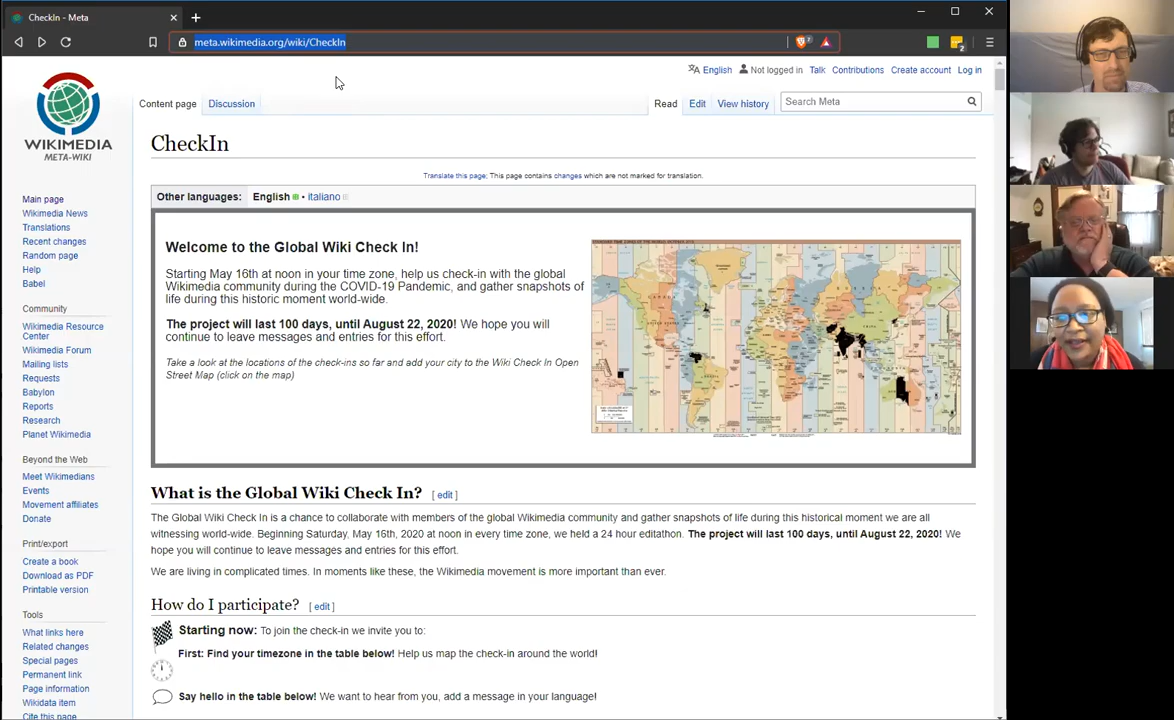 CheckIn - Meta
meta.wikimedia.org/wiki/CheckIn
2
2
English Not logged in Talk Contributions Create account Log in
Content page Discussion Read Edit View history Search Meta
WIKIMEDIA
META-WIKI
CheckIn
Translate this page; This page contains changes which are not marked for translation.
Other languages: English • italiano
Main page
Wikimedia News
Translations
Recent changes
Random page
Help
Babel
Community
Wikimedia Resource
Center
Wikimedia Forum
Mailing lists
Requests
Babylon
Reports
Research
Planet Wikimedia
Beyond the Web
Meet Wikimedians
Events
Movement affiliates
Donate
Print/export
Create a book
Download as PDF
Printable version
Tools
What links here
Related changes
Special pages
Permanent link
Page information
Wikidata item
Cite this page
Welcome to the Global Wiki Check In!
Starting May 16th at noon in your time zone, help us check-in with the global
Wikimedia community during the COVID-19 Pandemic, and gather snapshots of
life during this historic moment world-wide.
The project will last 100 days, until August 22, 2020! We hope you will
continue to leave messages and entries for this effort.
Take a look at the locations of the check-ins so far and add your city to the Wiki Check In Open
Street Map (click on the map)
What is the Global Wiki Check In? [ edit ]
The Global Wiki Check In is a chance to collaborate with members of the global Wikimedia community and gather snapshots of life during this historical moment we are all
witnessing world-wide. Beginning Saturday, May 16th, 2020 at noon in every time zone, we held a 24 hour editathon. The project will last 100 days, until August 22, 2020! We
hope you will continue to leave messages and entries for this effort.
We are living in complicated times. In moments like these, the Wikimedia movement is more important than ever.
How do I participate? [ edit ]
Starting now: To join the check-in we invite you to:
First: Find your timezone in the table below! Help us map the check-in around the world!
Say hello in the table below! We want to hear from you, add a message in your language!